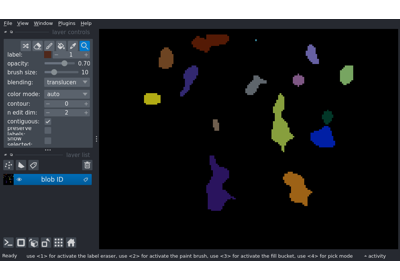 File View Window Plugins Help
layer controls
label: 1
opacity: 0.70
brush size: 10
blending: translucen
color mode: auto
contour: 0
n edit dim: 2
contiguous:
preserve
labels:
show
selected:
layer list
blob ID
Ready use <1> for activate the label eraser, use <2> for activate the paint brush, use <3> for activate the fill bucket, use <4> for pick mode activity